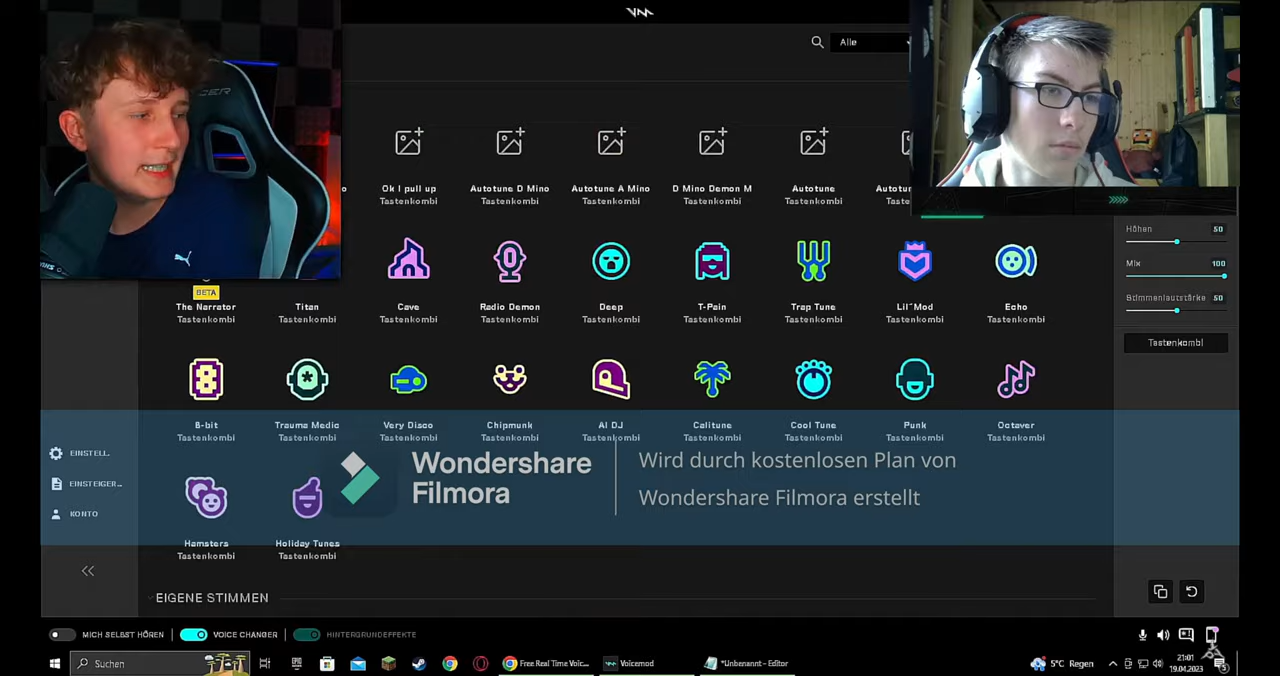 Alle
Ok I pull up
Autotune D Mino
Autotune A Mino
D Mino Demon M
Autotune
Tastenkombi
Tastenkombi
Tastenkombi
Tastenkombi
Tastenkombi
Höhen 50
Mix 100
Stimmenlautstärke 50
Tastenkombi
BETA
The Narrator
Titan
Cave
Radio Demon
Deep
T-Pain
Trap Tune
Lil'Mod
Echo
Tastenkombi
Tastenkombi
Tastenkombi
Tastenkombi
Tastenkombi
Tastenkombi
Tastenkombi
Tastenkombi
Tastenkombi
8-bit
Trauma Medic
Very Disco
Chipmunk
AI DJ
Calitune
Cool Tune
Punk
Octaver
Tastenkombi
Tastenkombi
Tastenkombi
Tastenkombi
Tastenkombi
Tastenkombi
Tastenkombi
Tastenkombi
Tastenkombi
EINSTELL.
EINSTEIGER...
KONTO
Wondershare
Filmora
Wird durch kostenlosen Plan von
Wondershare Filmora erstellt
Hamsters
Holiday Tunes
Tastenkombi
Tastenkombi
EIGENE STIMMEN
MICH SELBST HÖREN
VOICE CHANGER
HINTERGRUNDEFFEKTE
Suchen
Free Real Time Voic...
Voicemod
*Unbenannt - Editor
5°C Regen
21:01
19.04.2023